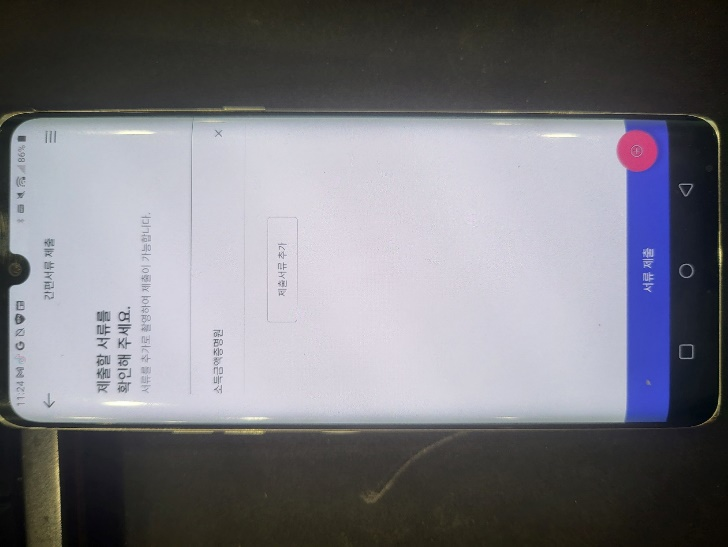 11:24
86%
간편서류 제출
제출할 서류를
확인해 주세요.
서류를 추가로 촬영하여 제출이 가능합니다.
소득금액증명원
제출서류 추가
서류 제출